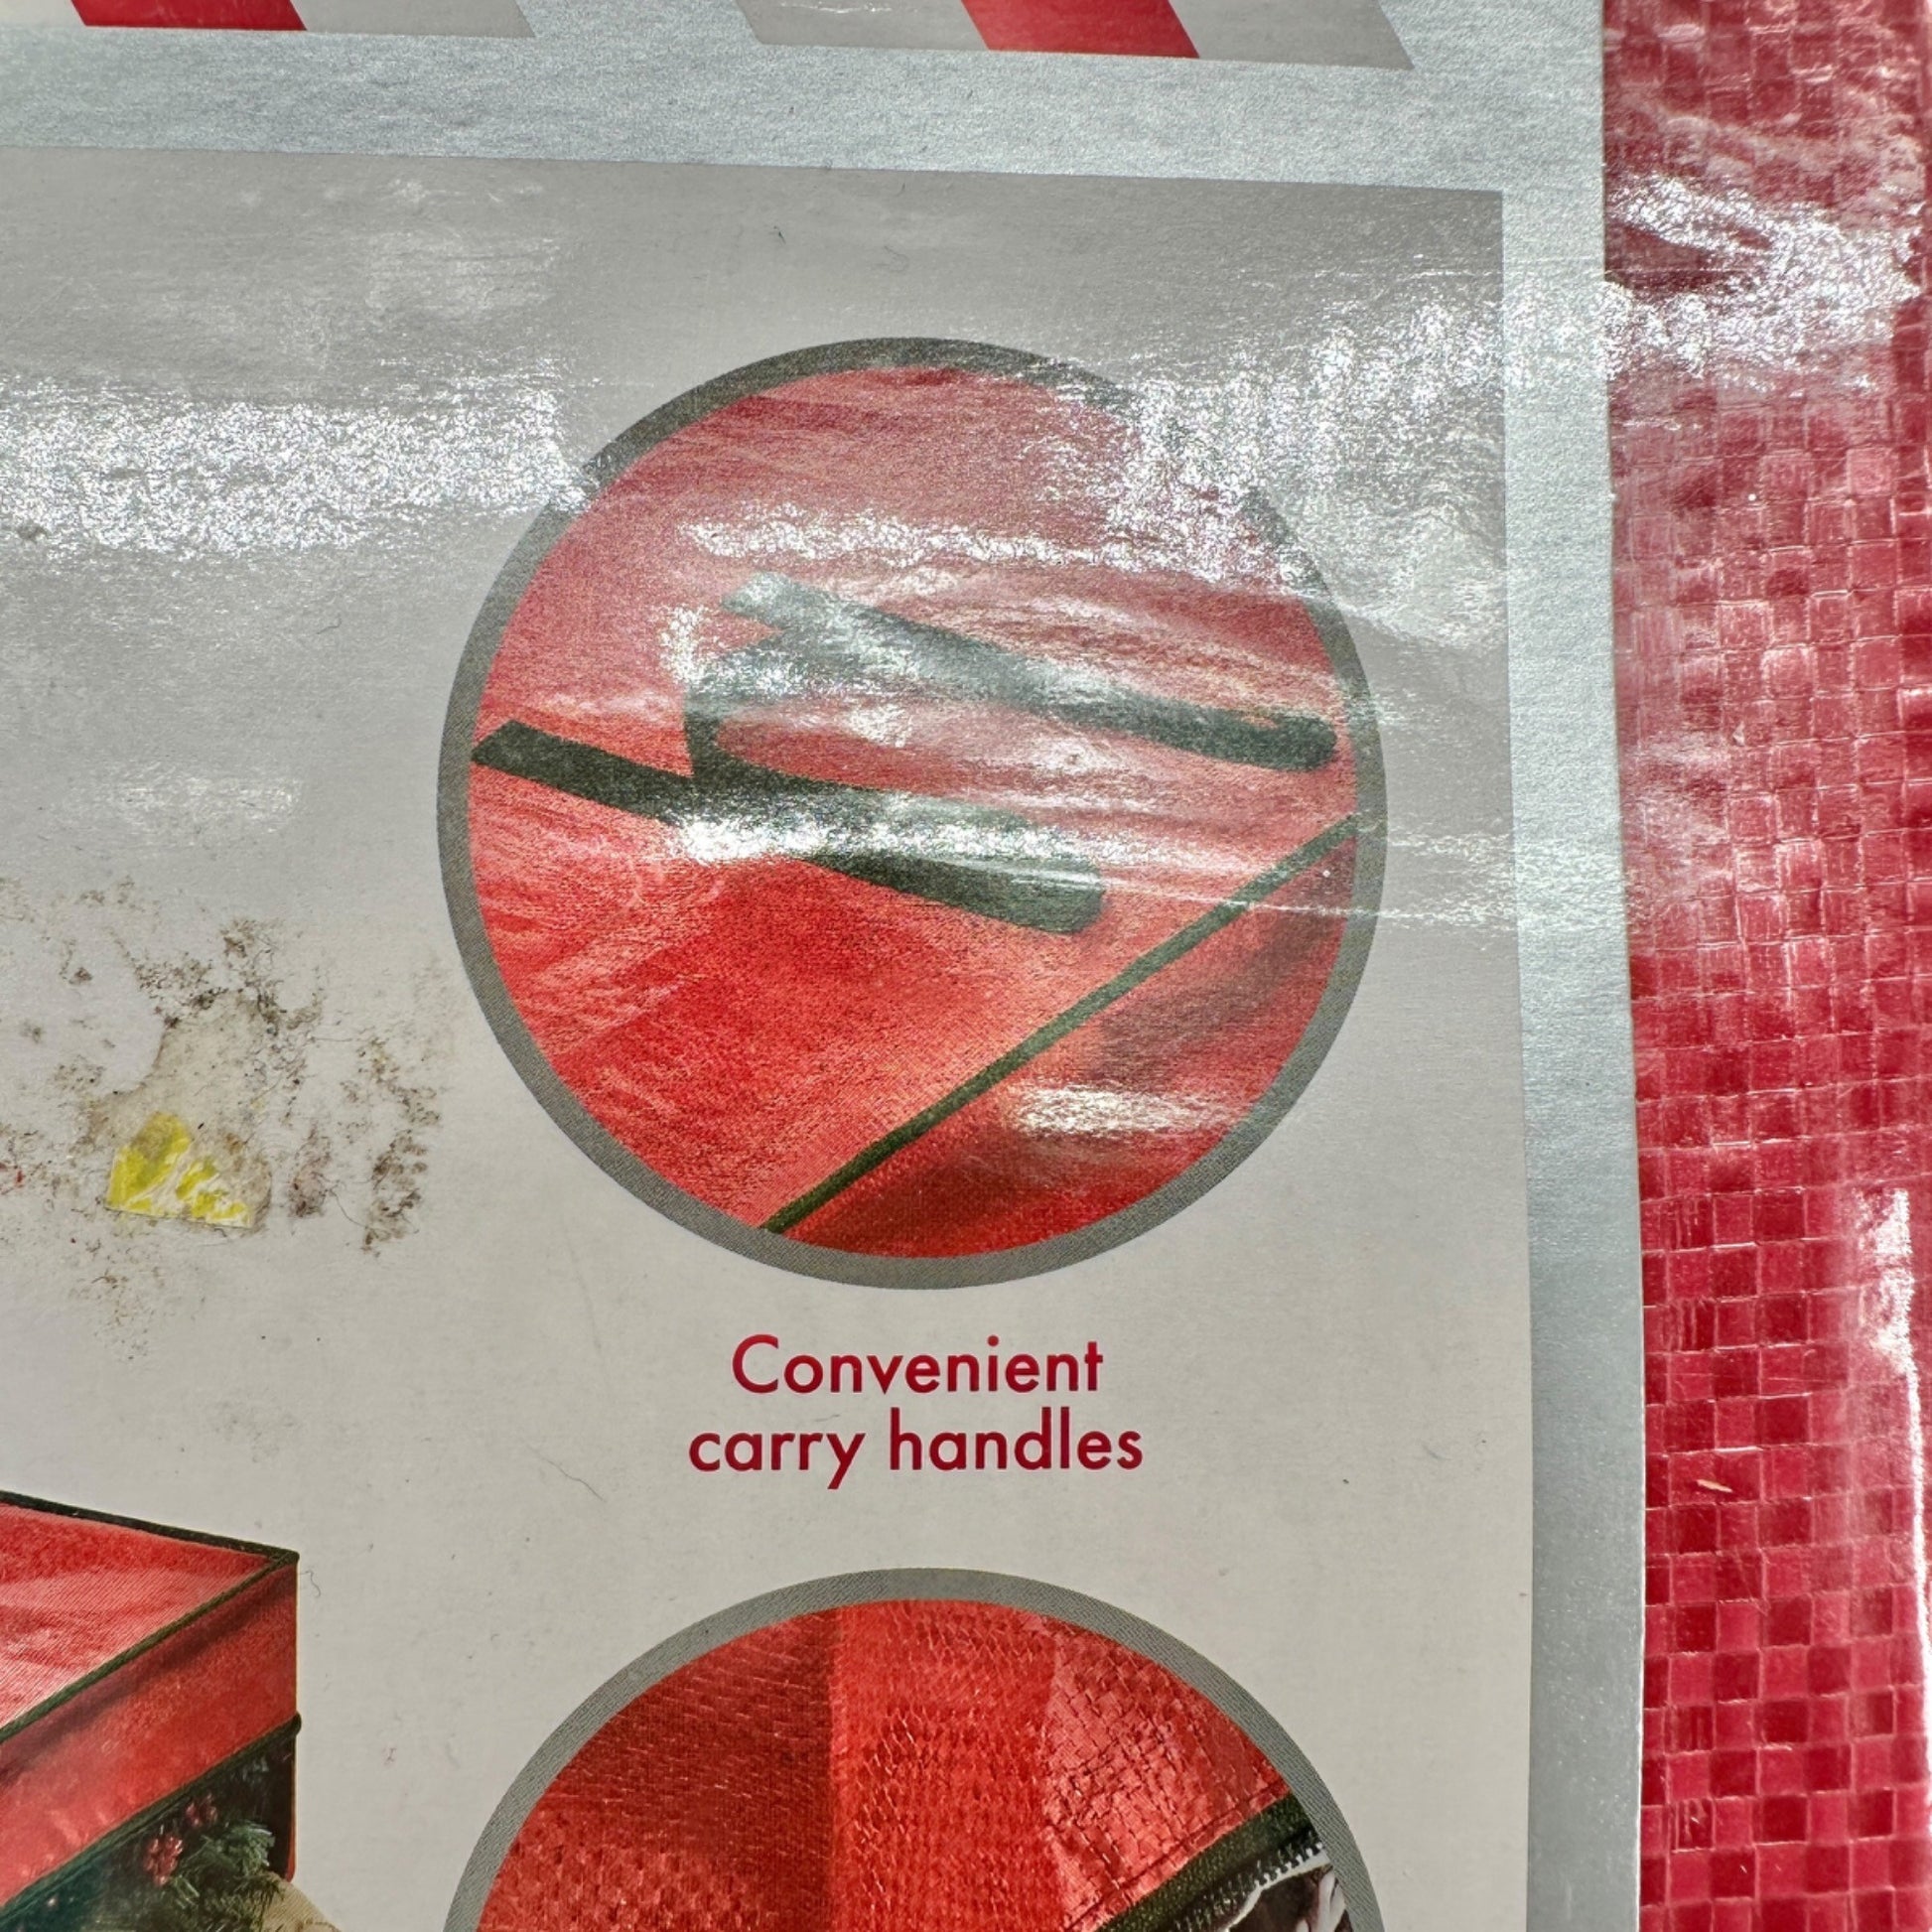 Convenient
carry handles